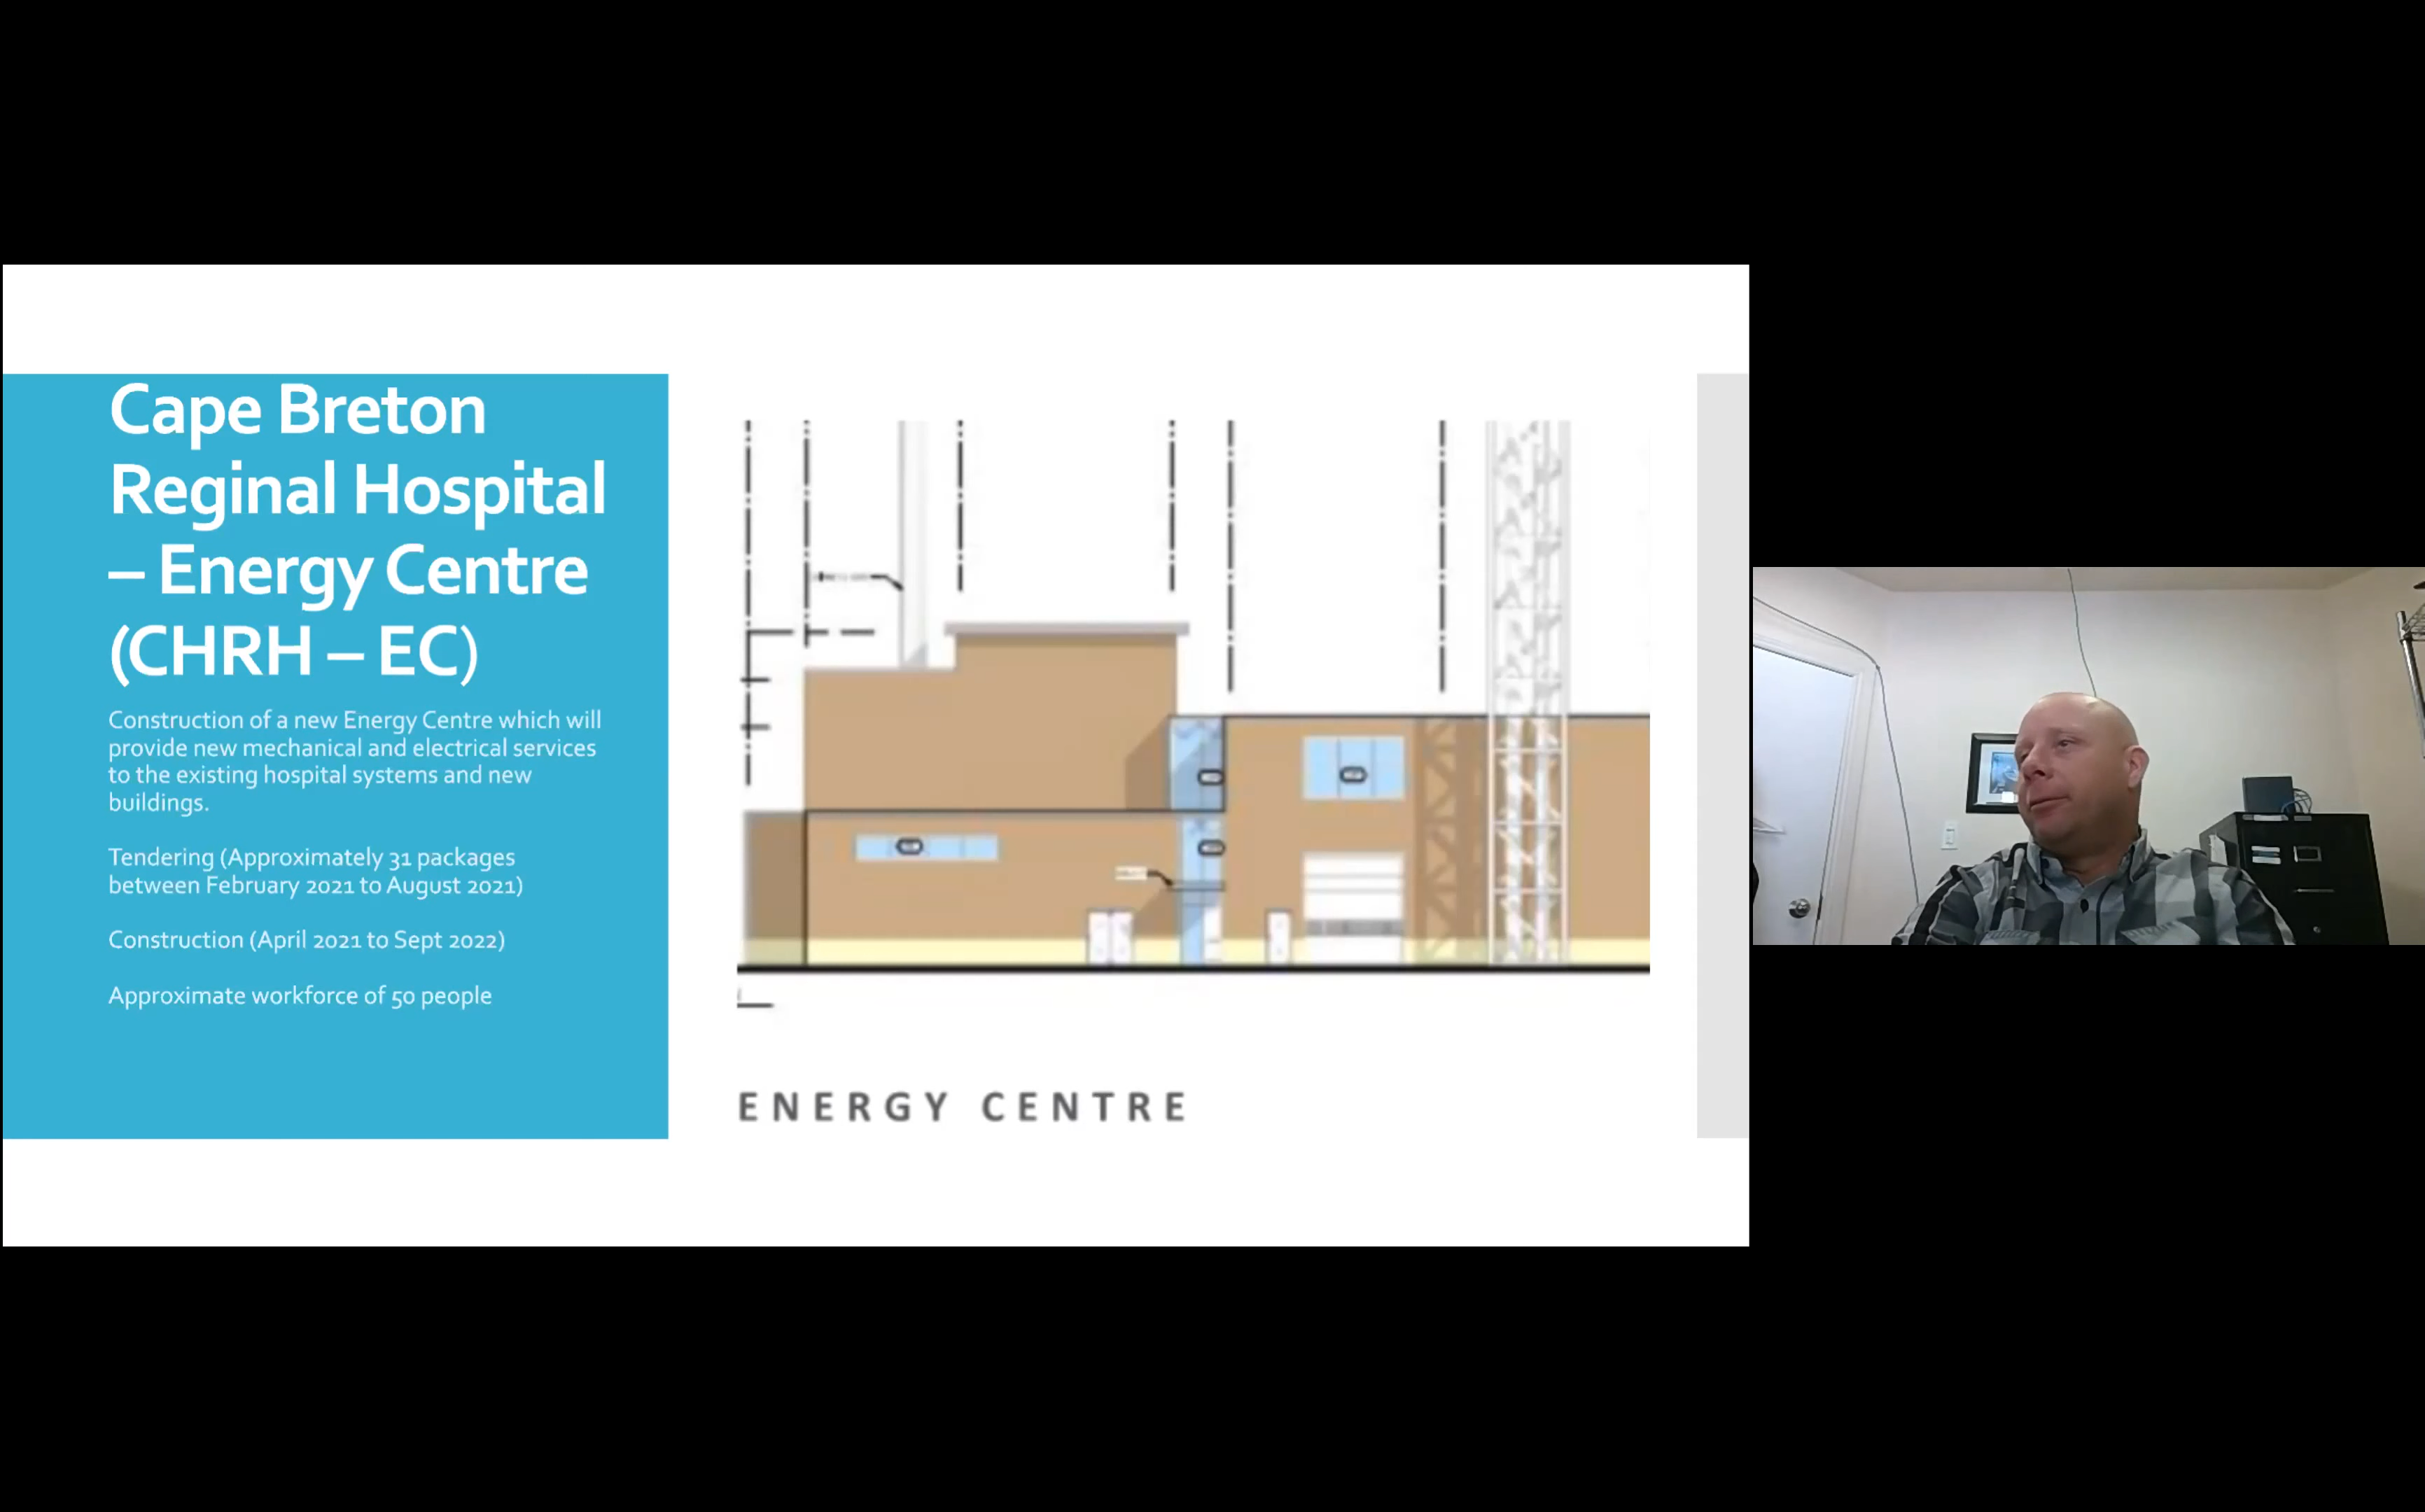 Cape Breton
Reginal Hospital
– Energy Centre
(CHRH – EC)
Construction of a new Energy Centre which will
provide new mechanical and electrical services
to the existing hospital systems and new
buildings.
Tendering (Approximately 31 packages
between February 2021 to August 2021)
Construction (April 2021 to Sept 2022)
Approximate workforce of 50 people
ENERGY CENTRE